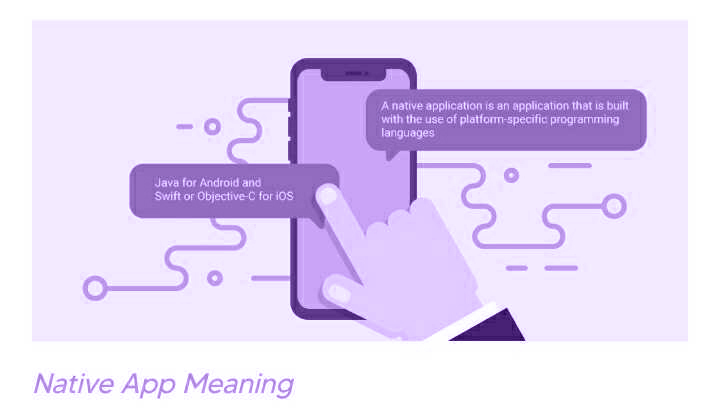 A native application is an application that is built
with the use of platform-specific programming
languages
Java for Android and
Swift or Objective-C for iOS
Native App Meaning